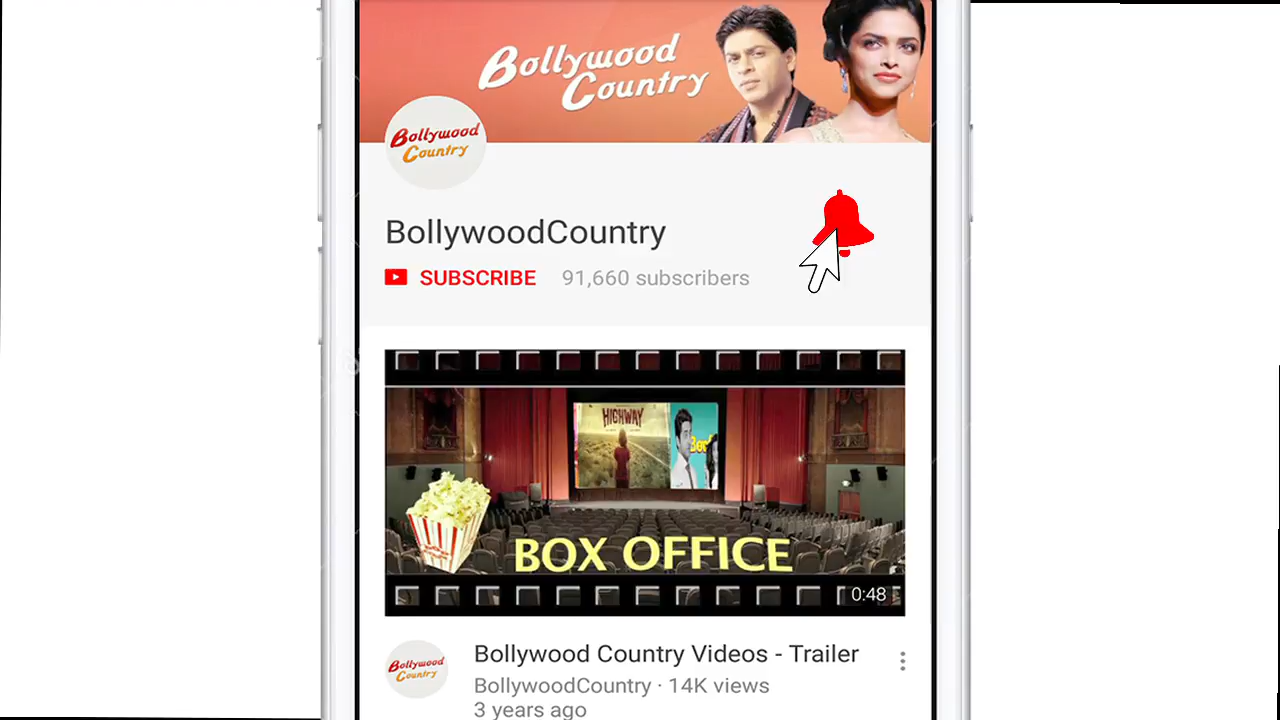 Bollywood
Country
Bollywood
Country
BollywoodCountry
SUBSCRIBE 91,660 subscribers
HIGHWAY
BOX OFFICE
0:48
Bollywood
Country
Bollywood Country Videos - Trailer
BollywoodCountry · 14K views
3 years ago